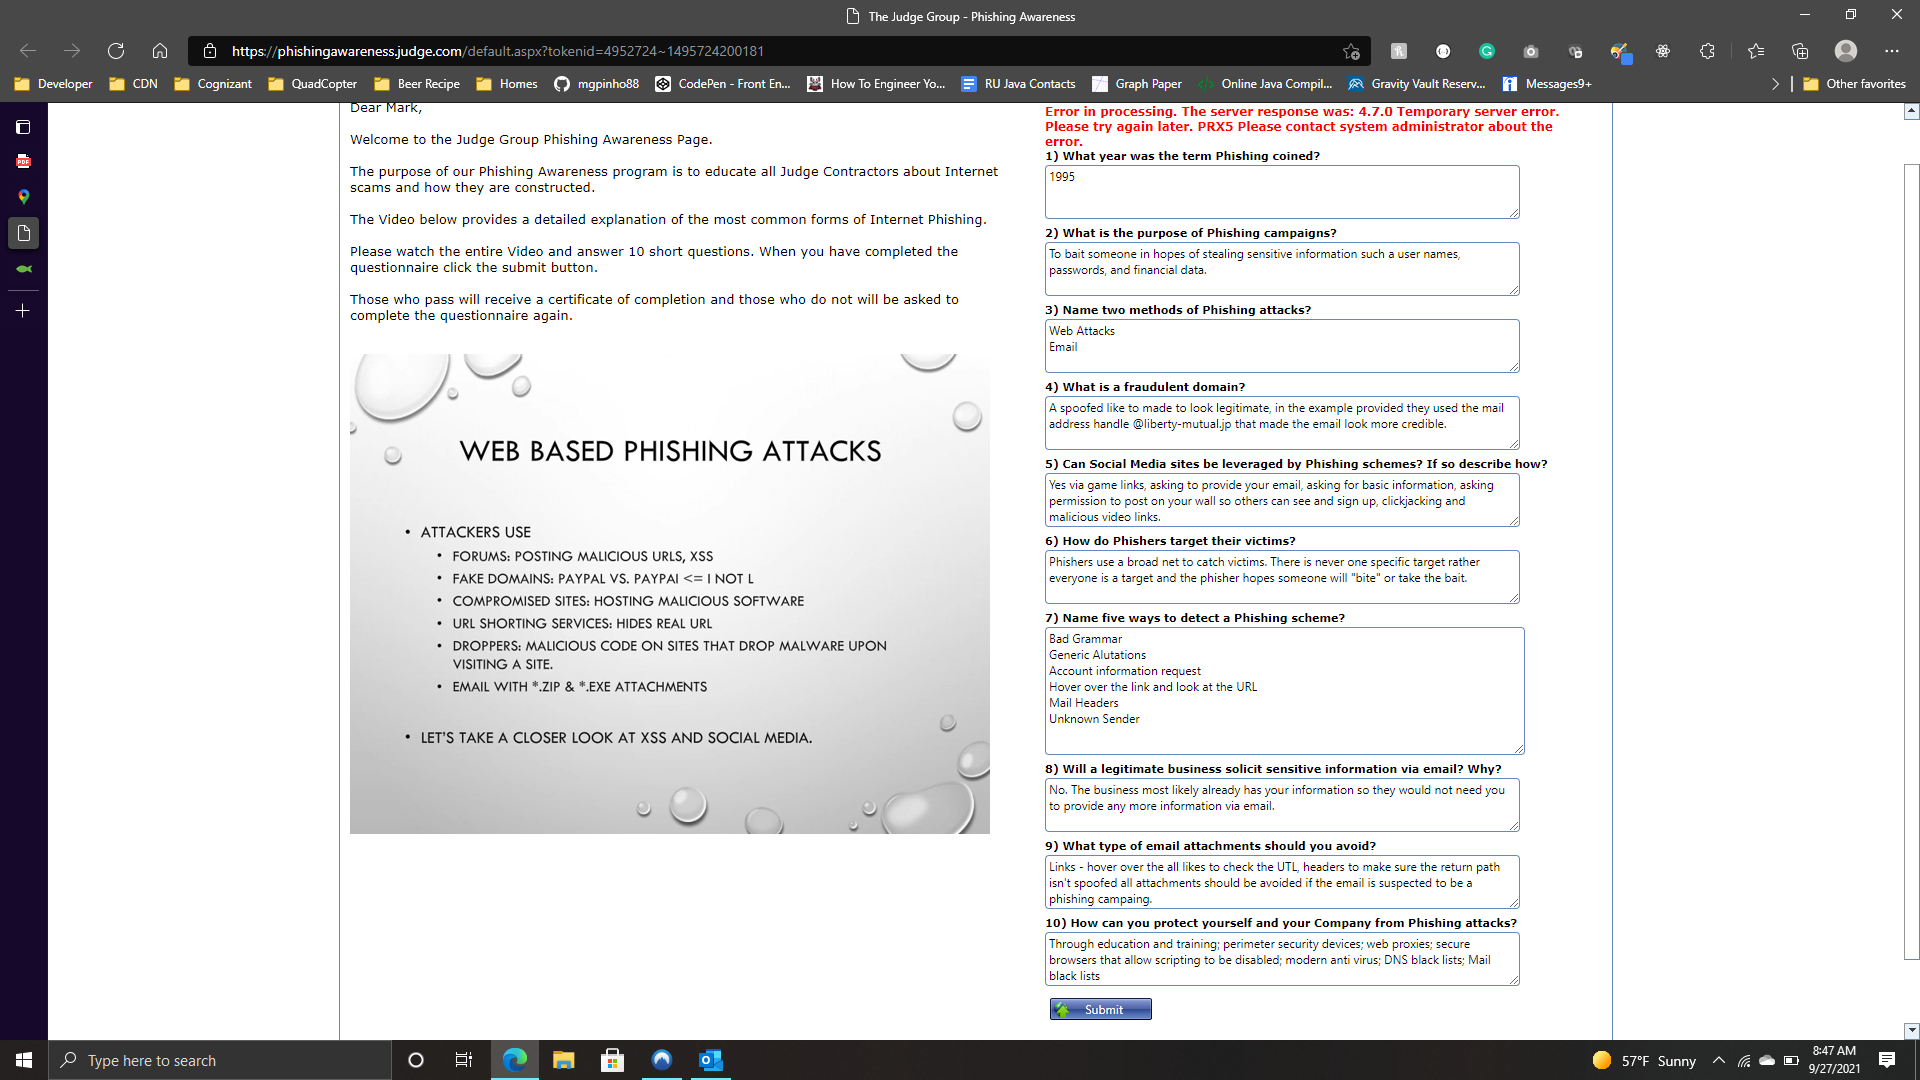 The Judge Group - Phishing Awareness
https://phishingawareness.judge.com/default.aspx?tokenid=4952724~1495724200181
Developer CDN Cognizant QuadCopter Beer Recipe Homes mgpinho88 CodePen - Front En... How To Engineer Yo... RU Java Contacts Graph Paper Online Java Compil... Gravity Vault Reserv... Messages9+ Other favorites
Dear Mark,
Welcome to the Judge Group Phishing Awareness Page.
The purpose of our Phishing Awareness program is to educate all Judge Contractors about Internet
scams and how they are constructed.
The Video below provides a detailed explanation of the most common forms of Internet Phishing.
Please watch the entire Video and answer 10 short questions. When you have completed the
questionnaire click the submit button.
Those who pass will receive a certificate of completion and those who do not will be asked to
complete the questionnaire again.
WEB BASED PHISHING ATTACKS
• ATTACKERS USE
• FORUMS: POSTING MALICIOUS URLS, XSS
• FAKE DOMAINS: PAYPAL VS. PAYPAI <= I NOT L
• COMPROMISED SITES: HOSTING MALICIOUS SOFTWARE
• URL SHORTING SERVICES: HIDES REAL URL
• DROPPERS: MALICIOUS CODE ON SITES THAT DROP MALWARE UPON
VISITING A SITE.
• EMAIL WITH *.ZIP & *.EXE ATTACHMENTS
• LET'S TAKE A CLOSER LOOK AT XSS AND SOCIAL MEDIA.
Error in processing. The server response was: 4.7.0 Temporary server error.
Please try again later. PRX5 Please contact system administrator about the
error.
1) What year was the term Phishing coined?
1995
2) What is the purpose of Phishing campaigns?
To bait someone in hopes of stealing sensitive information such a user names,
passwords, and financial data.
3) Name two methods of Phishing attacks?
Web Attacks
Email
4) What is a fraudulent domain?
A spoofed like to made to look legitimate, in the example provided they used the mail
address handle @liberty-mutual.jp that made the email look more credible.
5) Can Social Media sites be leveraged by Phishing schemes? If so describe how?
Yes via game links, asking to provide your email, asking for basic information, asking
permission to post on your wall so others can see and sign up, clickjacking and
malicious video links.
6) How do Phishers target their victims?
Phishers use a broad net to catch victims. There is never one specific target rather
everyone is a target and the phisher hopes someone will "bite" or take the bait.
7) Name five ways to detect a Phishing scheme?
Bad Grammar
Generic Alutations
Account information request
Hover over the link and look at the URL
Mail Headers
Unknown Sender
8) Will a legitimate business solicit sensitive information via email? Why?
No. The business most likely already has your information so they would not need you
to provide any more information via email.
9) What type of email attachments should you avoid?
Links - hover over the all likes to check the UTL, headers to make sure the return path
isn't spoofed all attachments should be avoided if the email is suspected to be a
phishing campaing.
10) How can you protect yourself and your Company from Phishing attacks?
Through education and training; perimeter security devices; web proxies; secure
browsers that allow scripting to be disabled; modern anti virus; DNS black lists; Mail
black lists
Submit
Type here to search
57°F Sunny
8:47 AM
9/27/2021